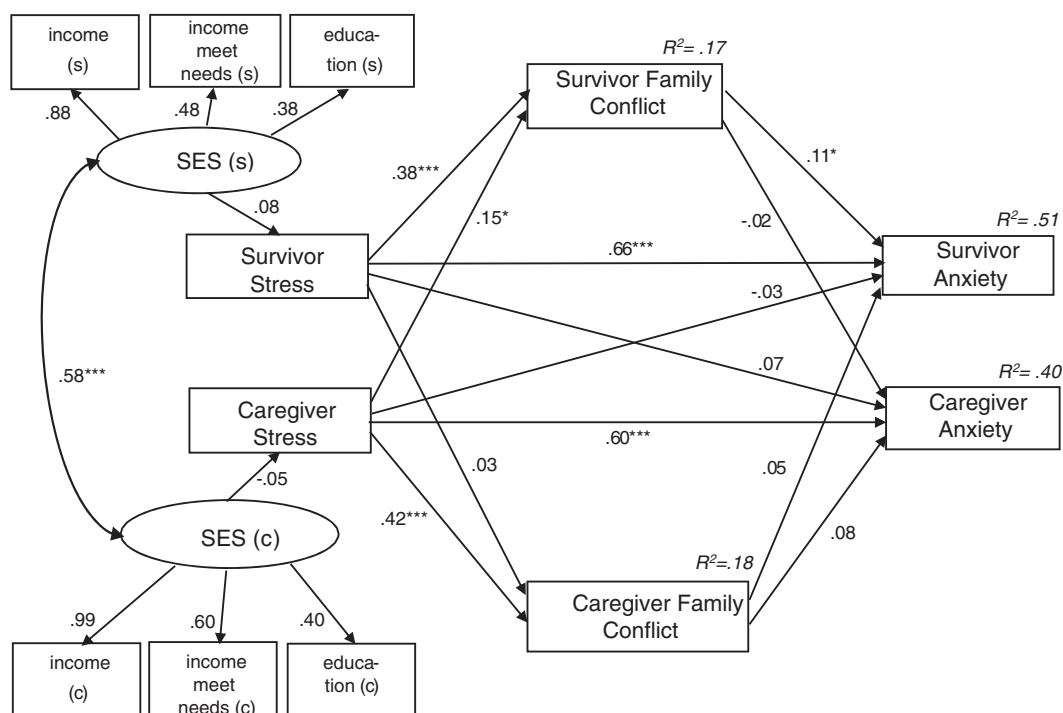 income
(s)
income
meet
needs (s)
educa-
tion (s)
R²= .17
Survivor Family
Conflict
.88
.48
.38
SES (s)
.08
.38***
.15*
.11*
-.02
R²= .51
Survivor
Stress
.66***
Survivor
Anxiety
-.03
.58***
.07
R²= .40
Caregiver
Stress
.60***
Caregiver
Anxiety
-.05
.03
.05
.42***
.08
SES (c)
R²=.18
Caregiver Family
Conflict
.99
.60
.40
income
(c)
income
meet
needs (c)
educa-
tion (c)